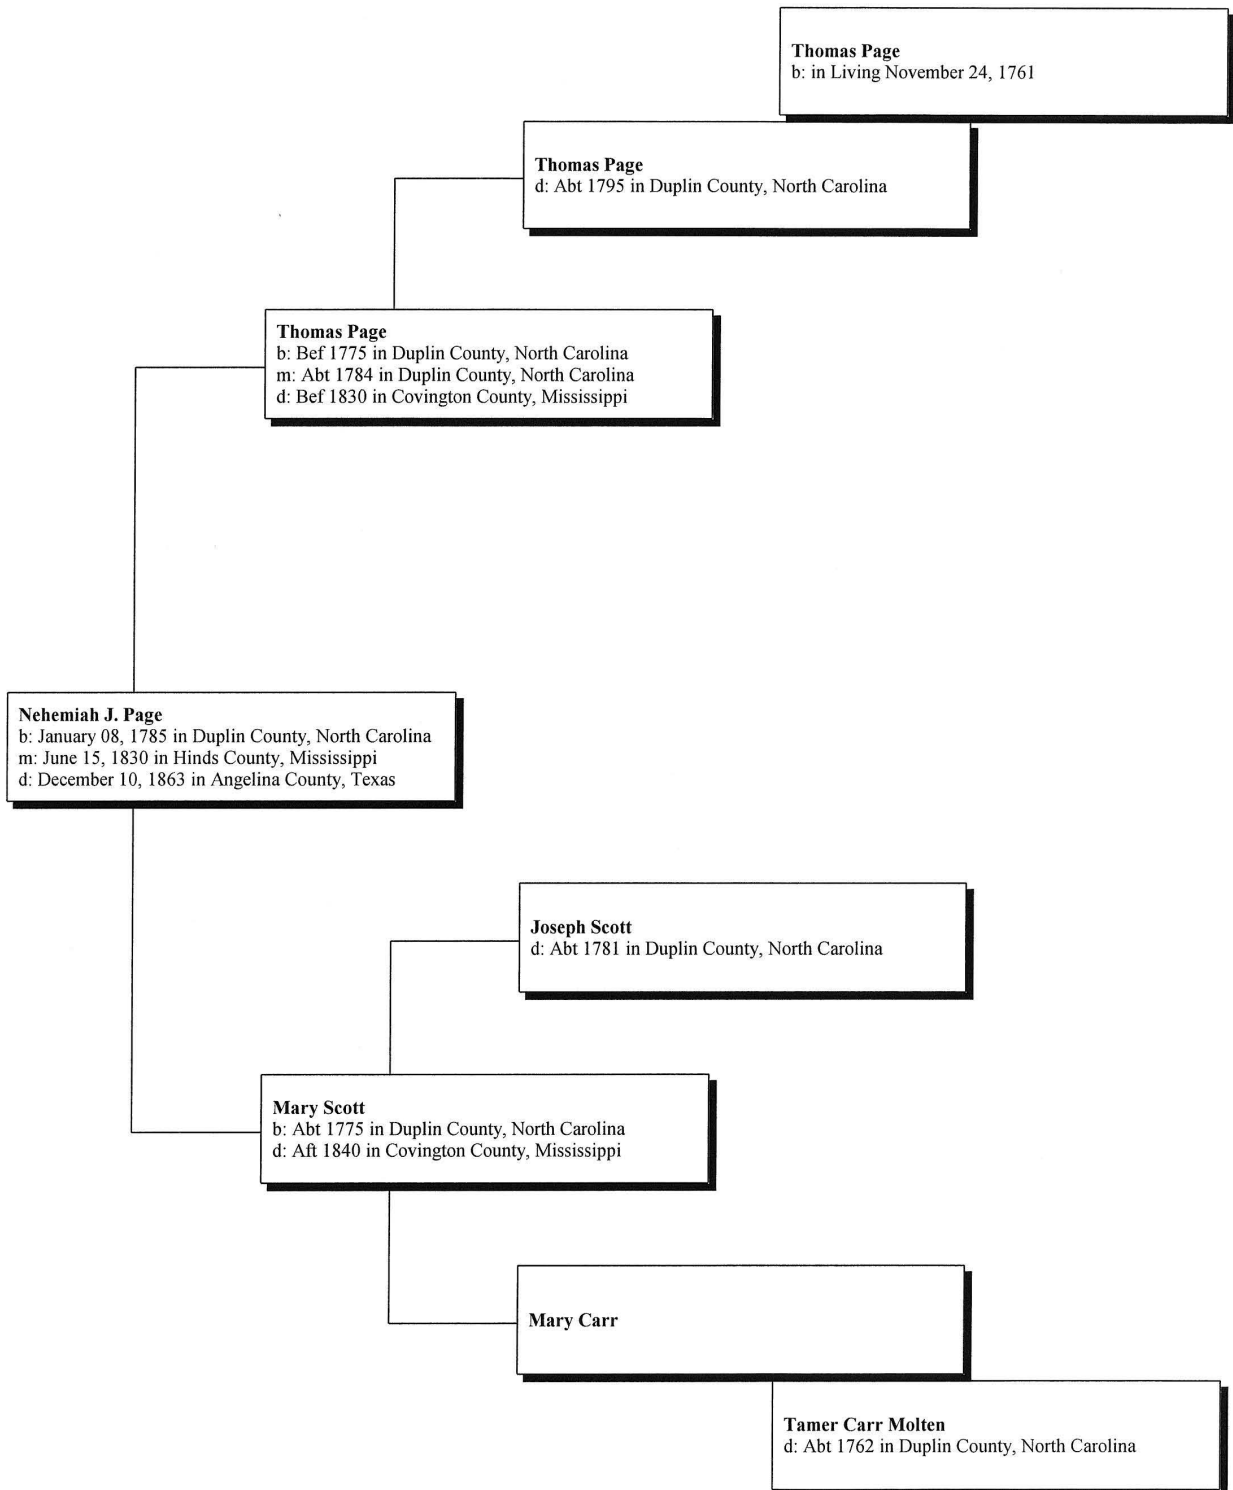 Thomas Page
b: in Living November 24, 1761
Thomas Page
d: Abt 1795 in Duplin County, North Carolina
Thomas Page
b: Bef 1775 in Duplin County, North Carolina
m: Abt 1784 in Duplin County, North Carolina
d: Bef 1830 in Covington County, Mississippi
Nehemiah J. Page
b: January 08, 1785 in Duplin County, North Carolina
m: June 15, 1830 in Hinds County, Mississippi
d: December 10, 1863 in Angelina County, Texas
Joseph Scott
d: Abt 1781 in Duplin County, North Carolina
Mary Scott
b: Abt 1775 in Duplin County, North Carolina
d: Aft 1840 in Covington County, Mississippi
Mary Carr
Tamer Carr Molten
d: Abt 1762 in Duplin County, North Carolina